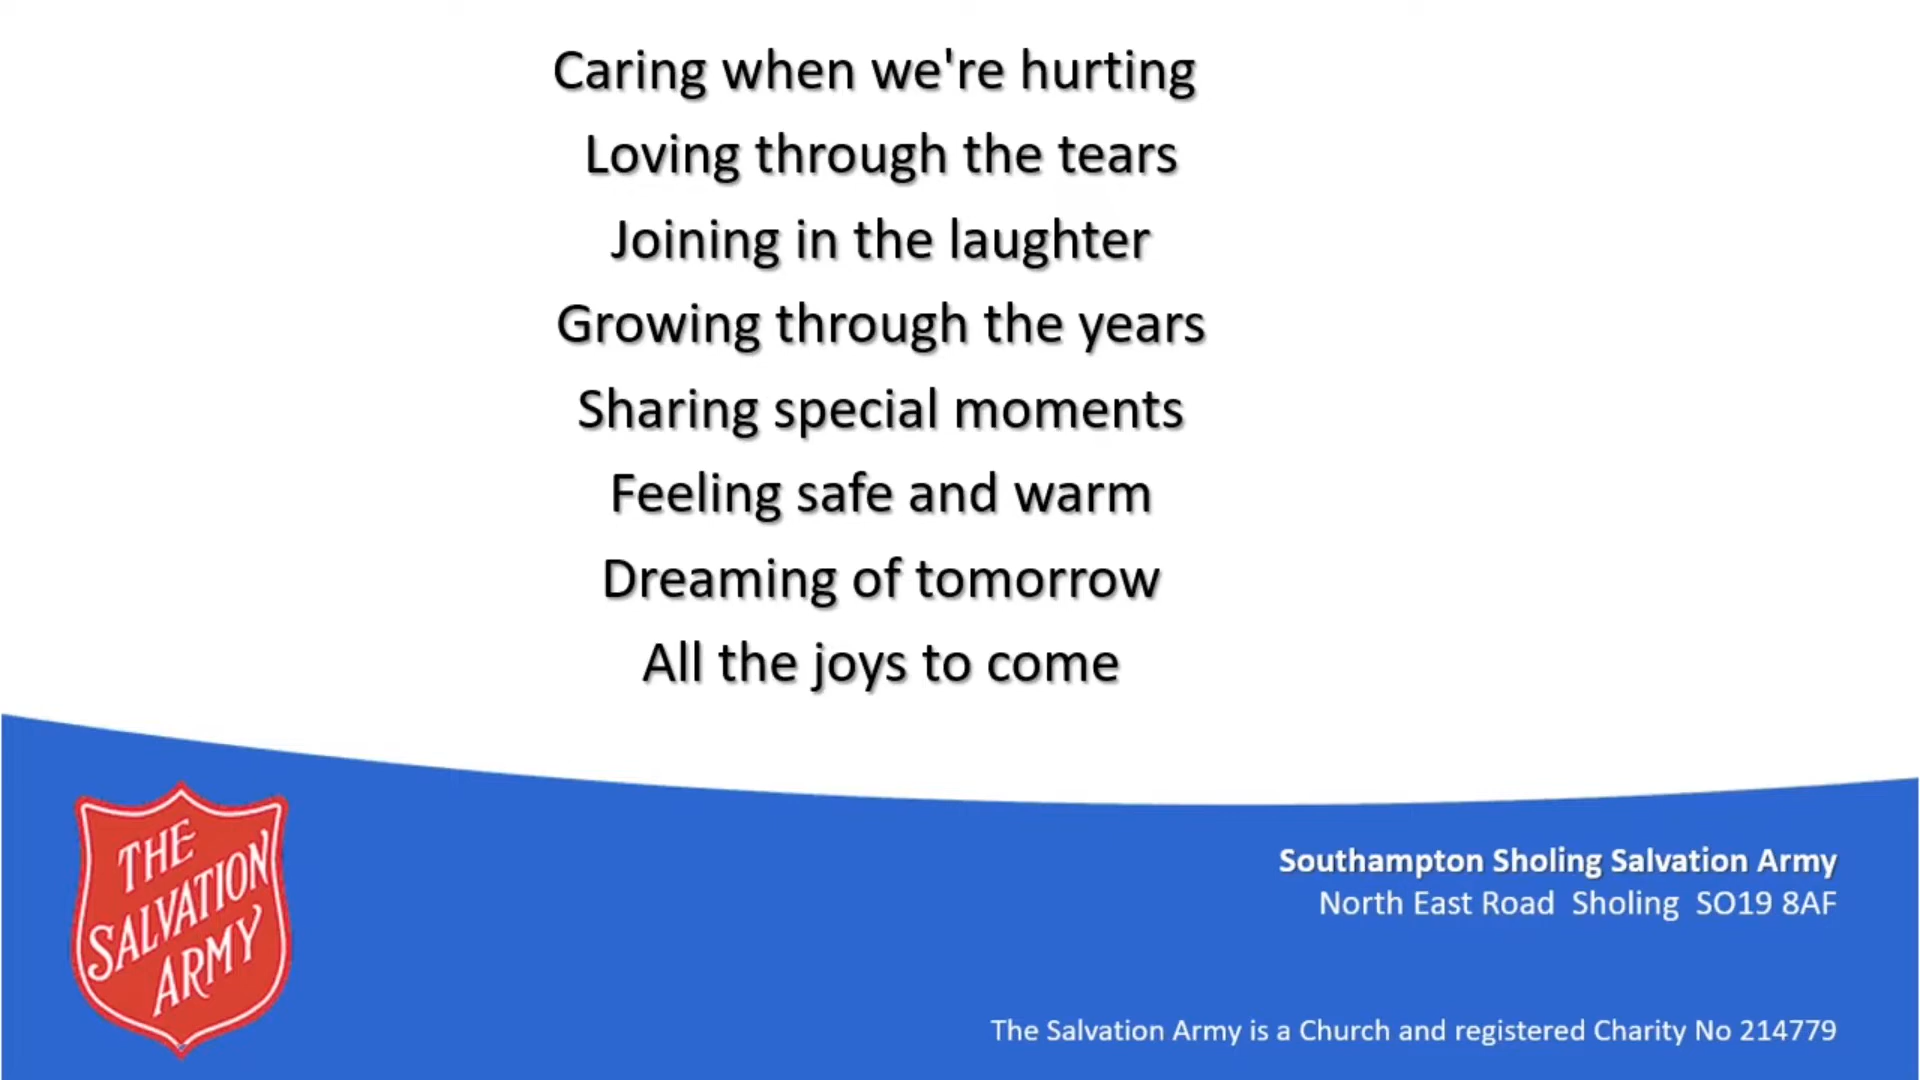 Caring when we're hurting
Loving through the tears
Joining in the laughter
Growing through the years
Sharing special moments
Feeling safe and warm
Dreaming of tomorrow
All the joys to come
THE
SALVATION
ARMY
Southampton Sholing Salvation Army
North East Road Sholing SO19 8AF
The Salvation Army is a Church and registered Charity No 214779